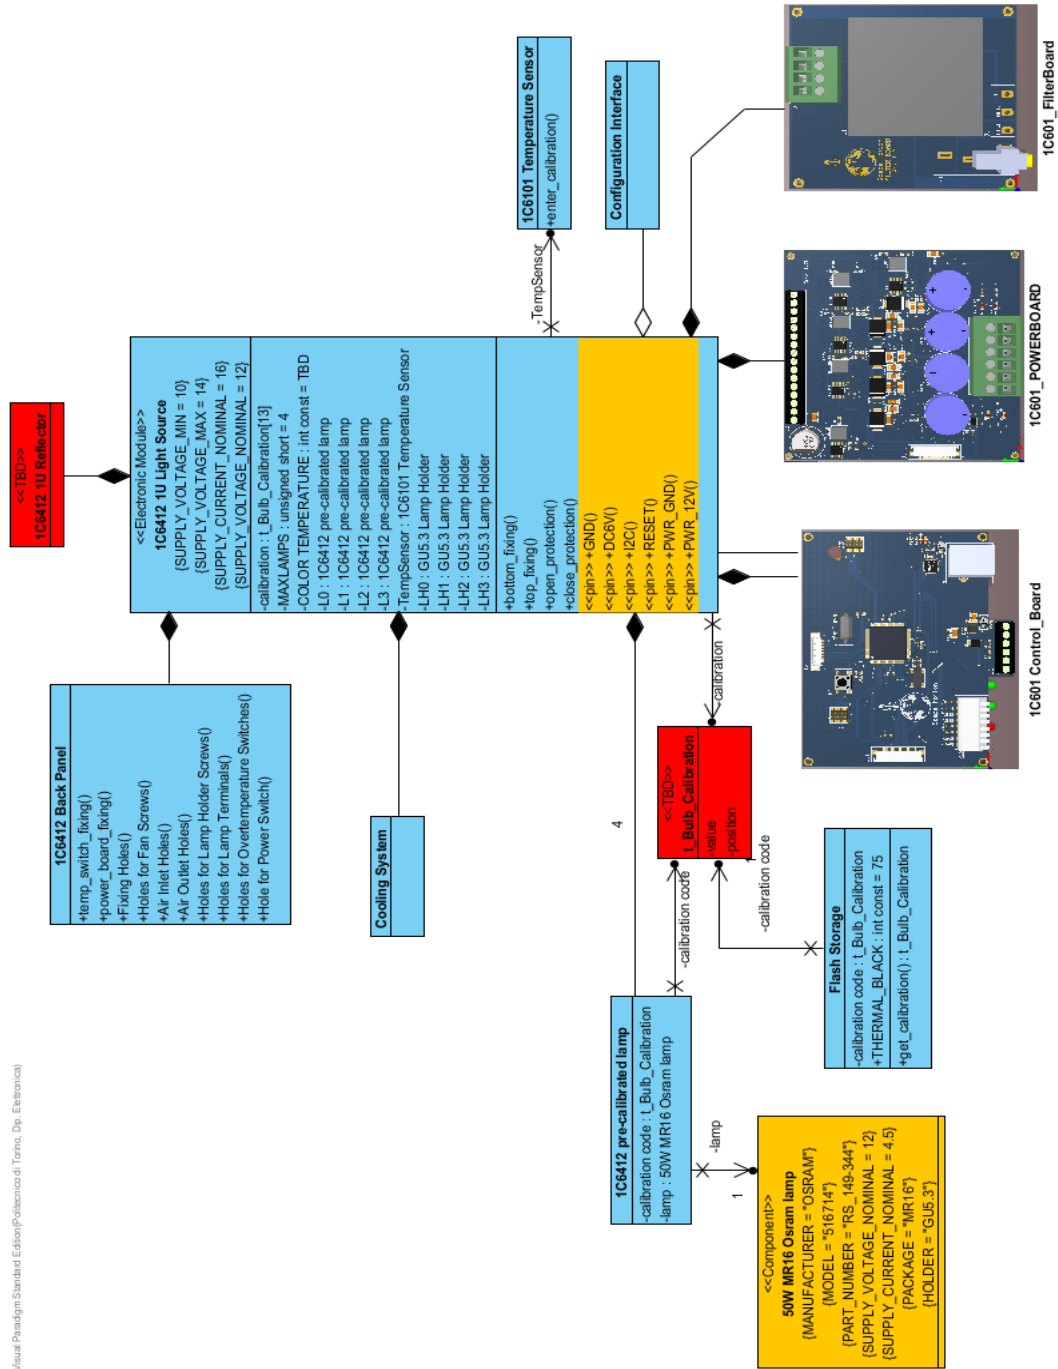 Visual Paradigm Standard Edition(Politecnico di Torino, Dip. Elettronica)
<<TBD>>
1C6412 1U Reflector
1C6412 Back Panel
+temp_switch_fixing()
+power_board_fixing()
+Fixing Holes()
+Holes for Fan Screws()
+Air Inlet Holes()
+Air Outlet Holes()
+Holes for Lamp Holder Screws()
+Holes for Lamp Terminals()
+Holes for Overtemperature Switches()
+Hole for Power Switch()
<<Electronic Module>>
1C6412 1U Light Source
{SUPPLY_VOLTAGE_MIN = 10}
{SUPPLY_VOLTAGE_MAX = 14}
{SUPPLY_CURRENT_NOMINAL = 16}
{SUPPLY_VOLTAGE_NOMINAL = 12}
-calibration : t_Bulb_Calibration[13]
-MAXLAMPS : unsigned short = 4
-COLOR TEMPERATURE : int const = TBD
-L0 : 1C6412 pre-calibrated lamp
-L1 : 1C6412 pre-calibrated lamp
-L2 : 1C6412 pre-calibrated lamp
-L3 : 1C6412 pre-calibrated lamp
-TempSensor : 1C6101 Temperature Sensor
-LH0 : GU5.3 Lamp Holder
-LH1 : GU5.3 Lamp Holder
-LH2 : GU5.3 Lamp Holder
-LH3 : GU5.3 Lamp Holder
+bottom_fixing()
+top_fixing()
+open_protection()
+close_protection()
<<pin>> +GND()
<<pin>> +DC6V()
<<pin>> +I2C()
<<pin>> +RESET()
<<pin>> +PWR_GND()
<<pin>> +PWR_12V()
1C6101 Temperature Sensor
+enter_calibration()
-TempSensor
Configuration Interface
Cooling System
4
-calibration
<<TBD>>
t_Bulb_Calibration
-value
-position
-calibration code
1
-calibration code
1C6412 pre-calibrated lamp
-calibration code : t_Bulb_Calibration
-lamp : 50W MR16 Osram lamp
-lamp
1
Flash Storage
-calibration code : t_Bulb_Calibration
+THERMAL_BLACK : int const = 75
+get_calibration() : t_Bulb_Calibration
<<Component>>
50W MR16 Osram lamp
{MANUFACTURER = "OSRAM"}
{MODEL = "516714"}
{PART_NUMBER = "RS_149-344"}
{SUPPLY_VOLTAGE_NOMINAL = 12}
{SUPPLY_CURRENT_NOMINAL = 4.5}
{PACKAGE = "MR16"}
{HOLDER = "GU5.3"}
1C601 Control_Board
1C601_POWERBOARD
1C601_FilterBoard